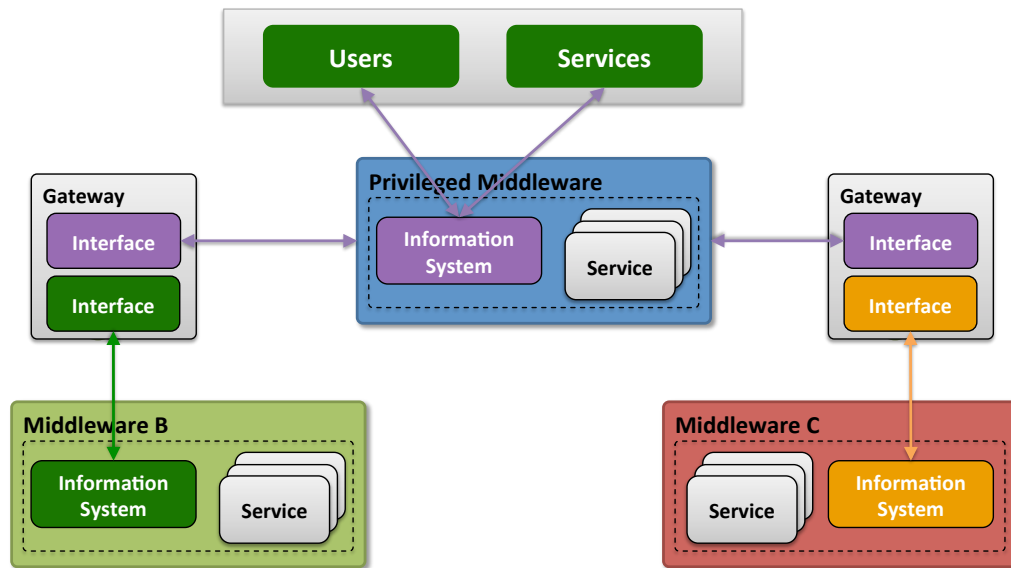 Users
Services
Gateway
Interface
Interface
Privileged Middleware
Information
System
Service
Gateway
Interface
Interface
Middleware B
Information
System
Service
Middleware C
Service
Information
System